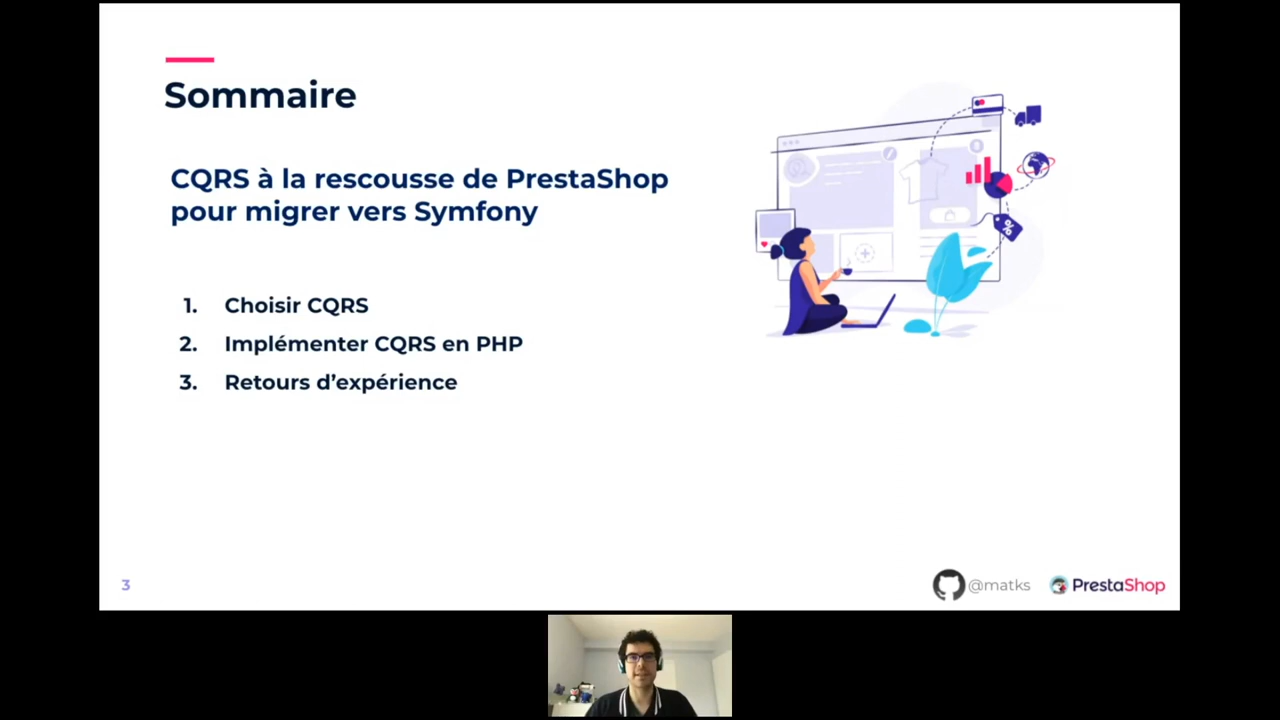 Sommaire
CQRS à la rescousse de PrestaShop
pour migrer vers Symfony
1. Choisir CQRS
2. Implémenter CQRS en PHP
3. Retours d’expérience
%
3
@matks
PrestaShop